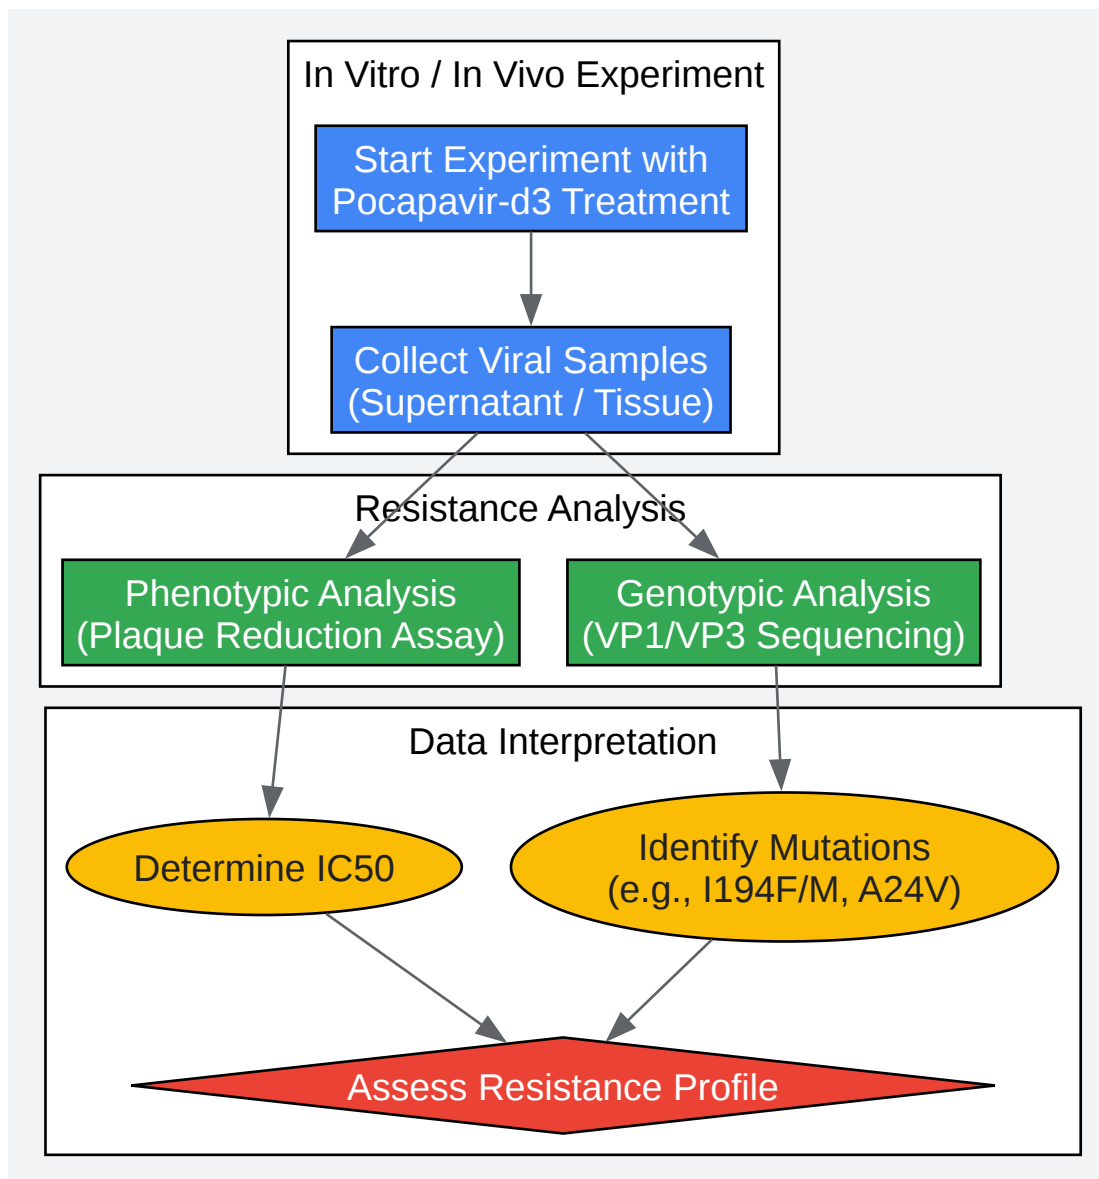 In Vitro / In Vivo Experiment
Start Experiment with
Pocapavir-d3 Treatment
Collect Viral Samples
(Supernatant / Tissue)
Resistance Analysis
Phenotypic Analysis
(Plaque Reduction Assay)
Genotypic Analysis
(VP1/VP3 Sequencing)
Data Interpretation
Determine IC50
Identify Mutations
(e.g., I194F/M, A24V)
Assess Resistance Profile